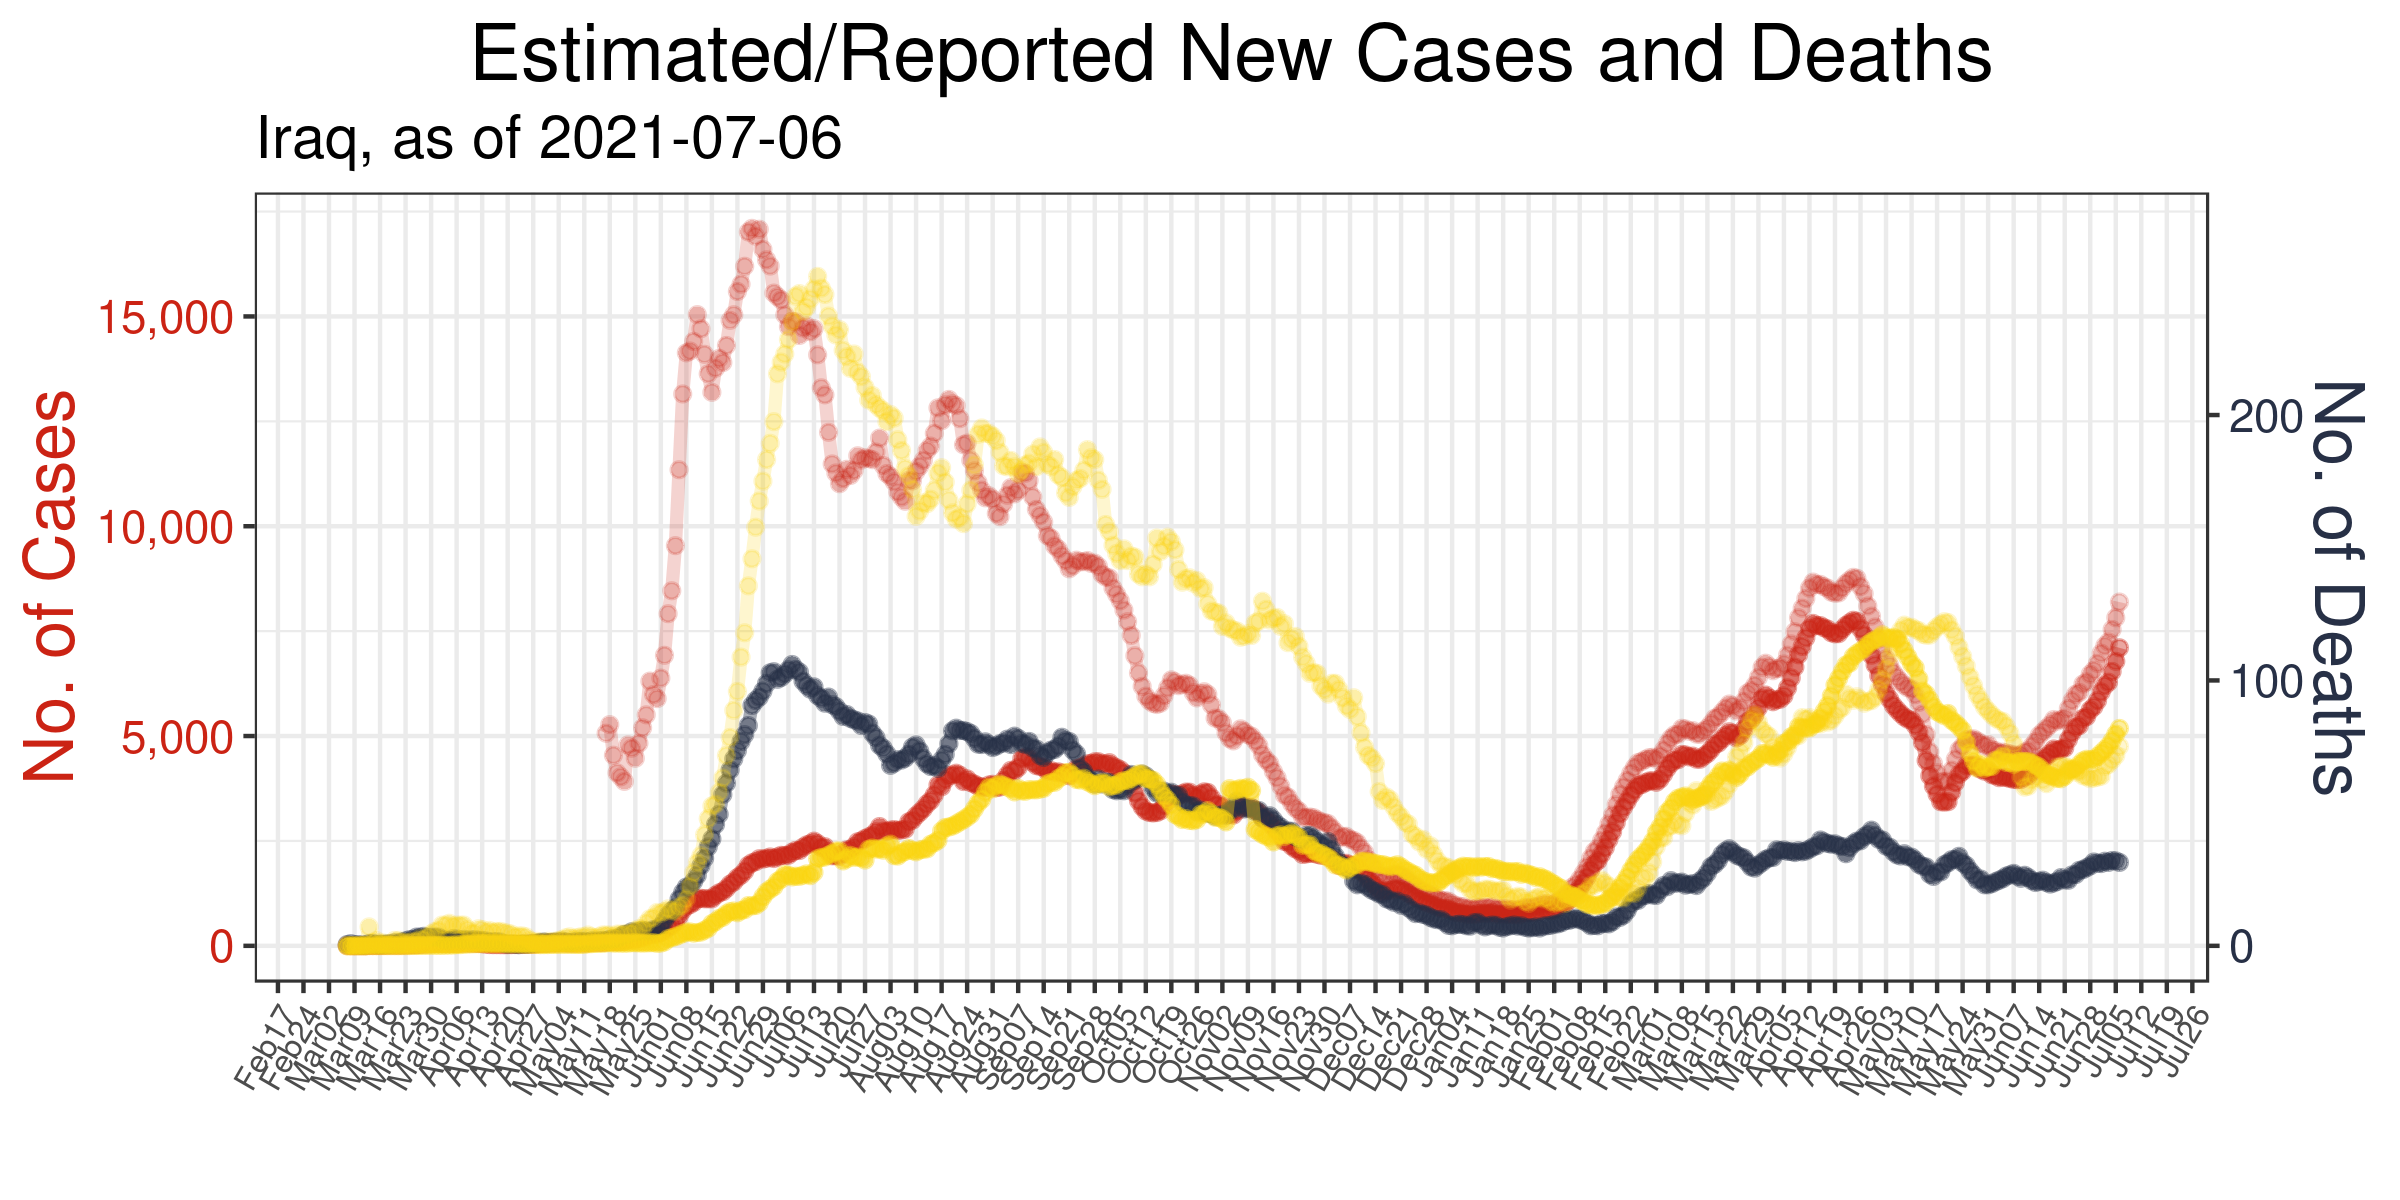 Estimated/Reported New Cases and Deaths
Iraq, as of 2021-07-06
No. of Cases
15,000
10,000
5,000
0
No. of Deaths
200
100
0
Feb17
Feb24
Mar02
Mar09
Mar16
Mar23
Mar30
Apr06
Apr13
Apr20
Apr27
May04
May11
May18
May25
Jun01
Jun08
Jun15
Jun22
Jun29
Jul06
Jul13
Jul20
Jul27
Aug03
Aug10
Aug17
Aug24
Aug31
Sep07
Sep14
Sep21
Sep28
Oct05
Oct12
Oct19
Oct26
Nov02
Nov09
Nov16
Nov23
Nov30
Dec07
Dec14
Dec21
Dec28
Jan04
Jan11
Jan18
Jan25
Feb01
Feb08
Feb15
Feb22
Mar01
Mar08
Mar15
Mar22
Mar29
Apr05
Apr12
Apr19
Apr26
May03
May10
May17
May24
May31
Jun07
Jun14
Jun21
Jun28
Jul05
Jul12
Jul19
Jul26